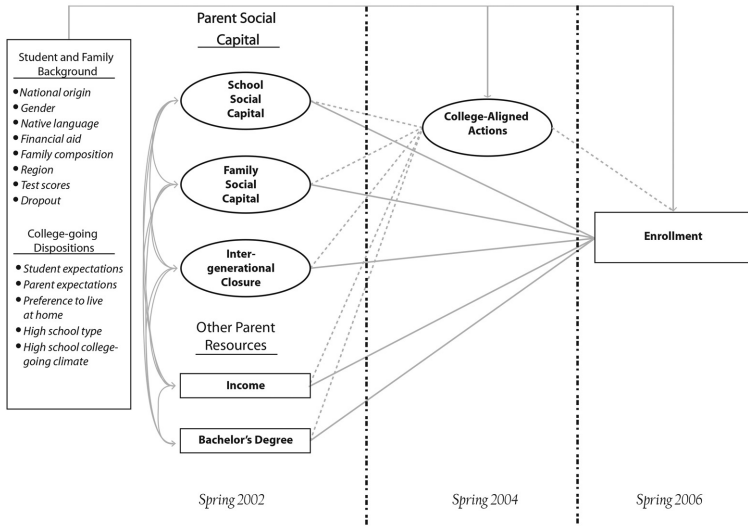 Student and Family
Background
• National origin
• Gender
• Native language
• Financial aid
• Family composition
• Region
• Test scores
• Dropout
College-going
Dispositions
• Student expectations
• Parent expectations
• Preference to live
at home
• High school type
• High school college-
going climate
Parent Social
Capital
School
Social
Capital
Family
Social
Capital
Inter-
generational
Closure
Other Parent
Resources
Income
Bachelor's Degree
College-Aligned
Actions
Enrollment
Spring 2002
Spring 2004
Spring 2006